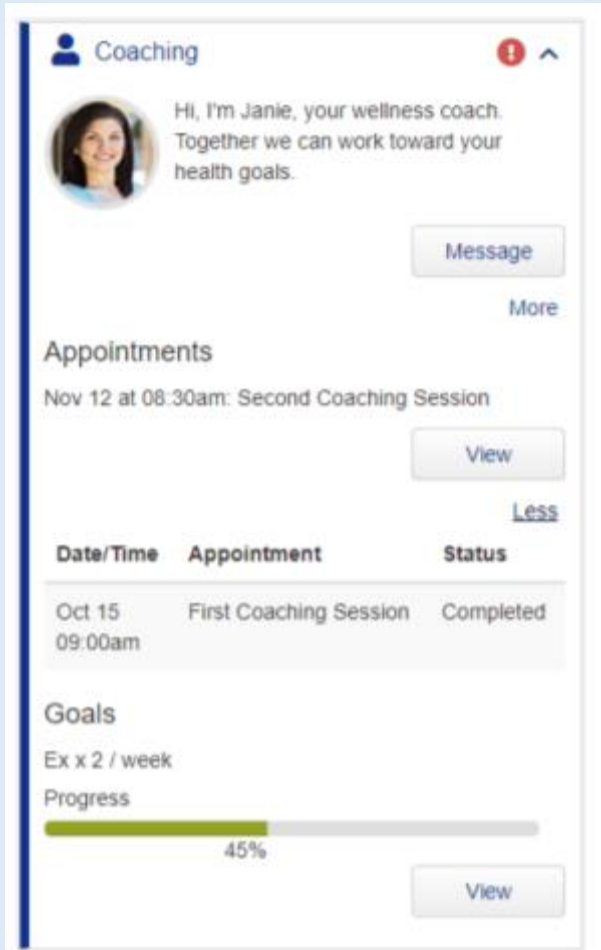 Coaching
Hi, I'm Janie, your wellness coach.
Together we can work toward your
health goals.
Message
More
Appointments
Nov 12 at 08:30am: Second Coaching Session
View
Less
Date/Time Appointment Status
Oct 15 First Coaching Session Completed
09:00am
Goals
Ex x 2 / week
Progress
45%
View